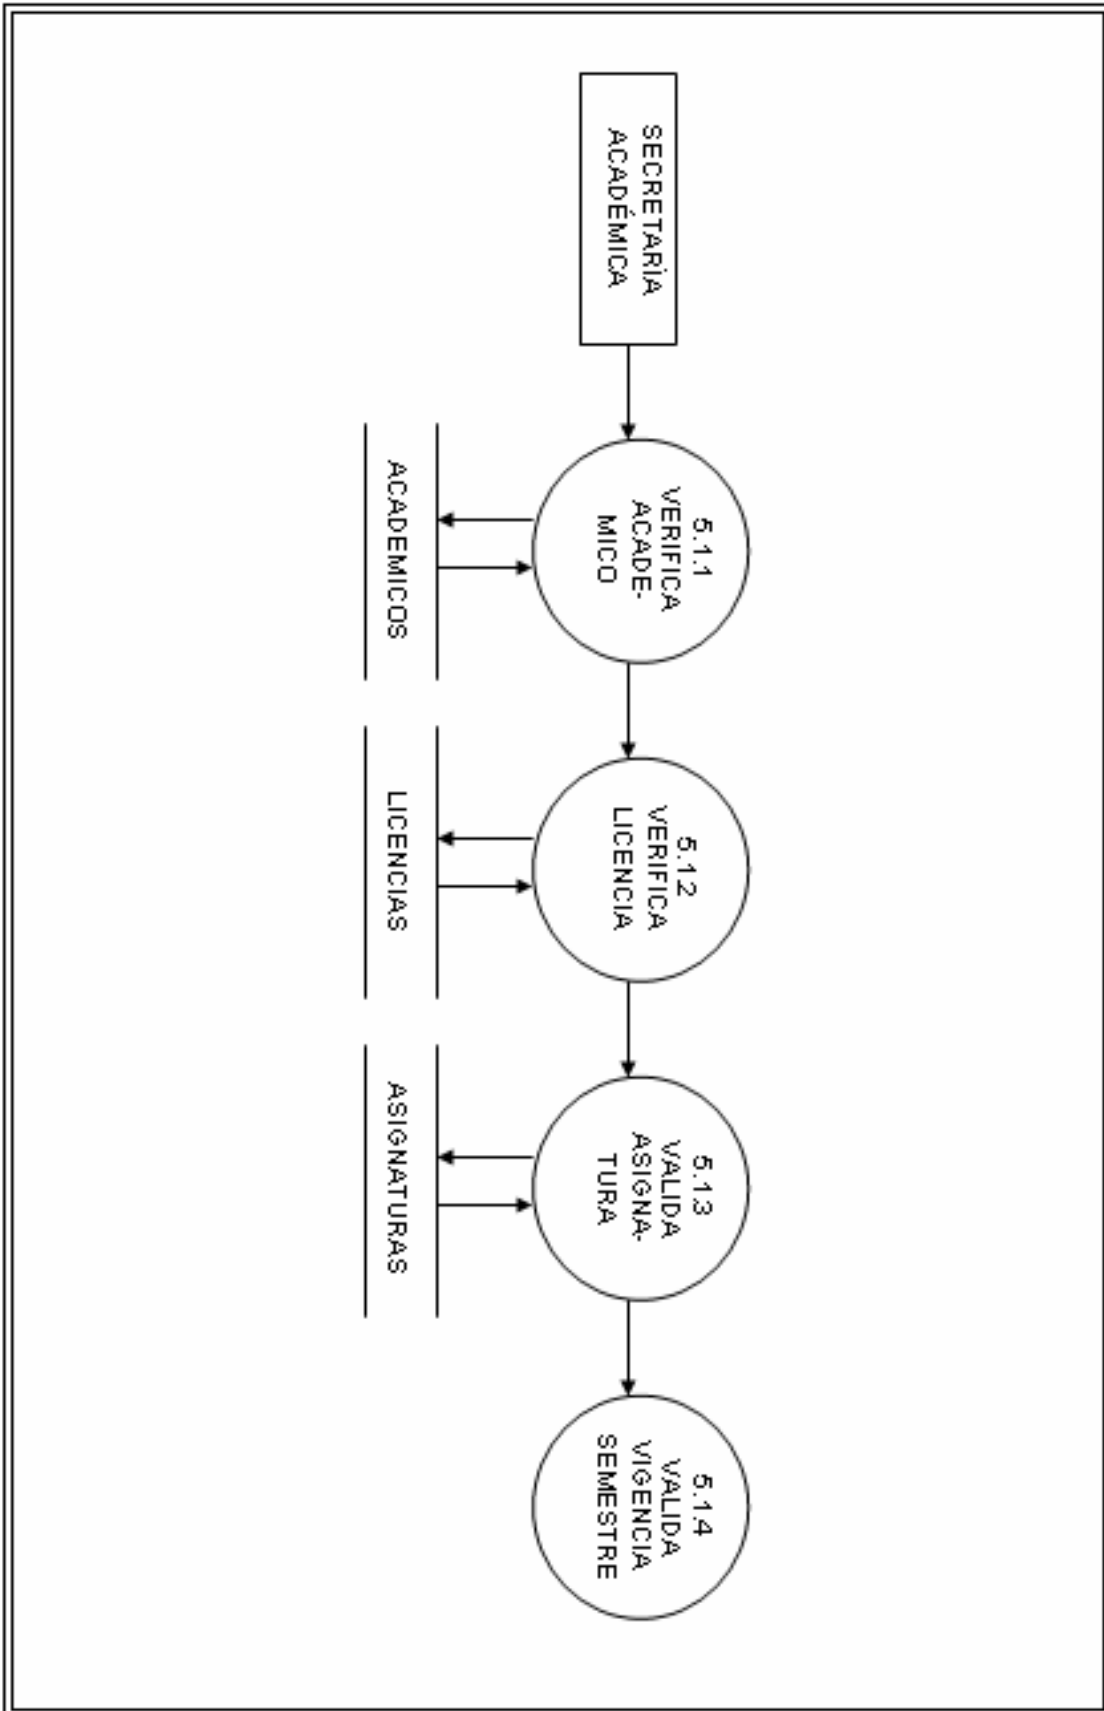 SECRETARÌA
ACADÉMICA
5.1.1
VERIFICA
ACADE-
MICO
5.1.2
VERIFICA
LICENCIA
5.1.3
VALIDA
ASIGNA-
TURA
5.1.4
VALIDA
VIGENCIA
SEMESTRE
ACADEMICOS
LICENCIAS
ASIGNATURAS